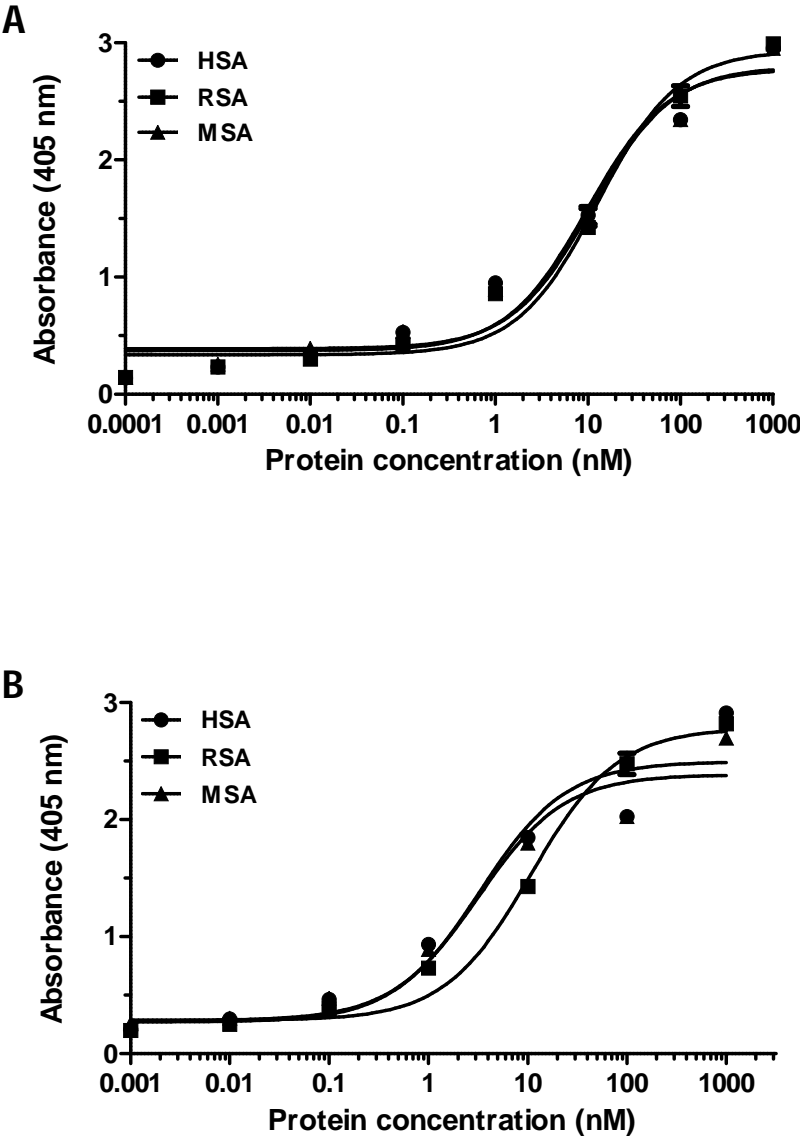 A
3
HSA
RSA
MSA
2
1
0
Absorbance (405 nm)
0.0001 0.001 0.01 0.1 1 10 100 1000
Protein concentration (nM)
B
3
HSA
RSA
MSA
2
1
0
Absorbance (405 nm)
0.001 0.01 0.1 1 10 100 1000
Protein concentration (nM)